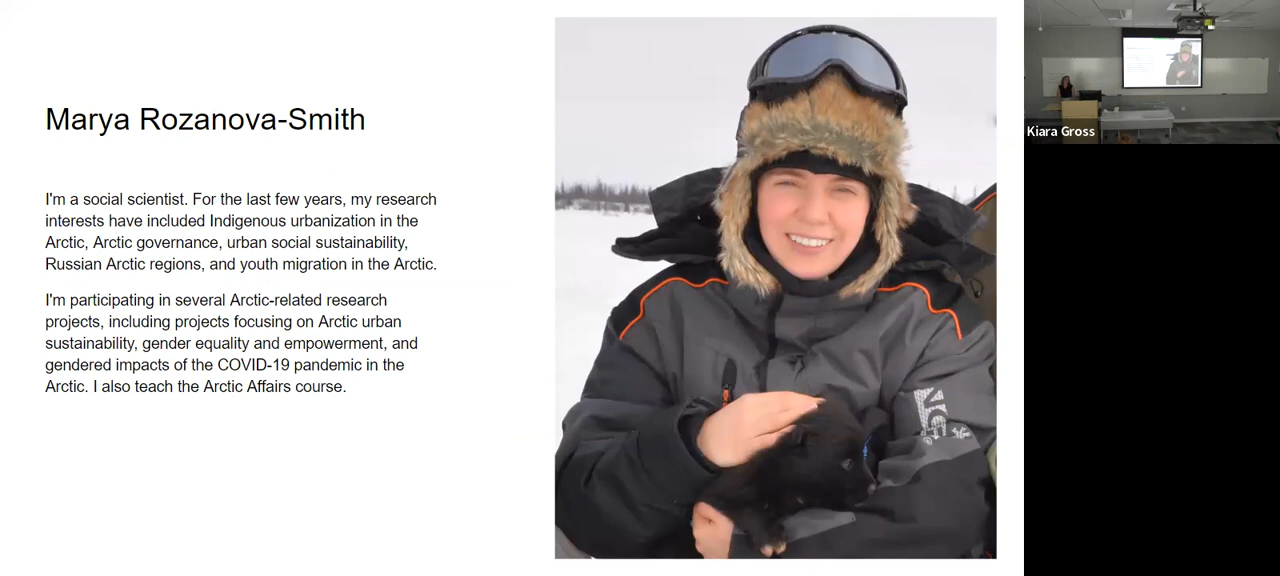 Marya Rozanova-Smith
I'm a social scientist. For the last few years, my research
interests have included Indigenous urbanization in the
Arctic, Arctic governance, urban social sustainability,
Russian Arctic regions, and youth migration in the Arctic.
I'm participating in several Arctic-related research
projects, including projects focusing on Arctic urban
sustainability, gender equality and empowerment, and
gendered impacts of the COVID-19 pandemic in the
Arctic. I also teach the Arctic Affairs course.
Kiara Gross